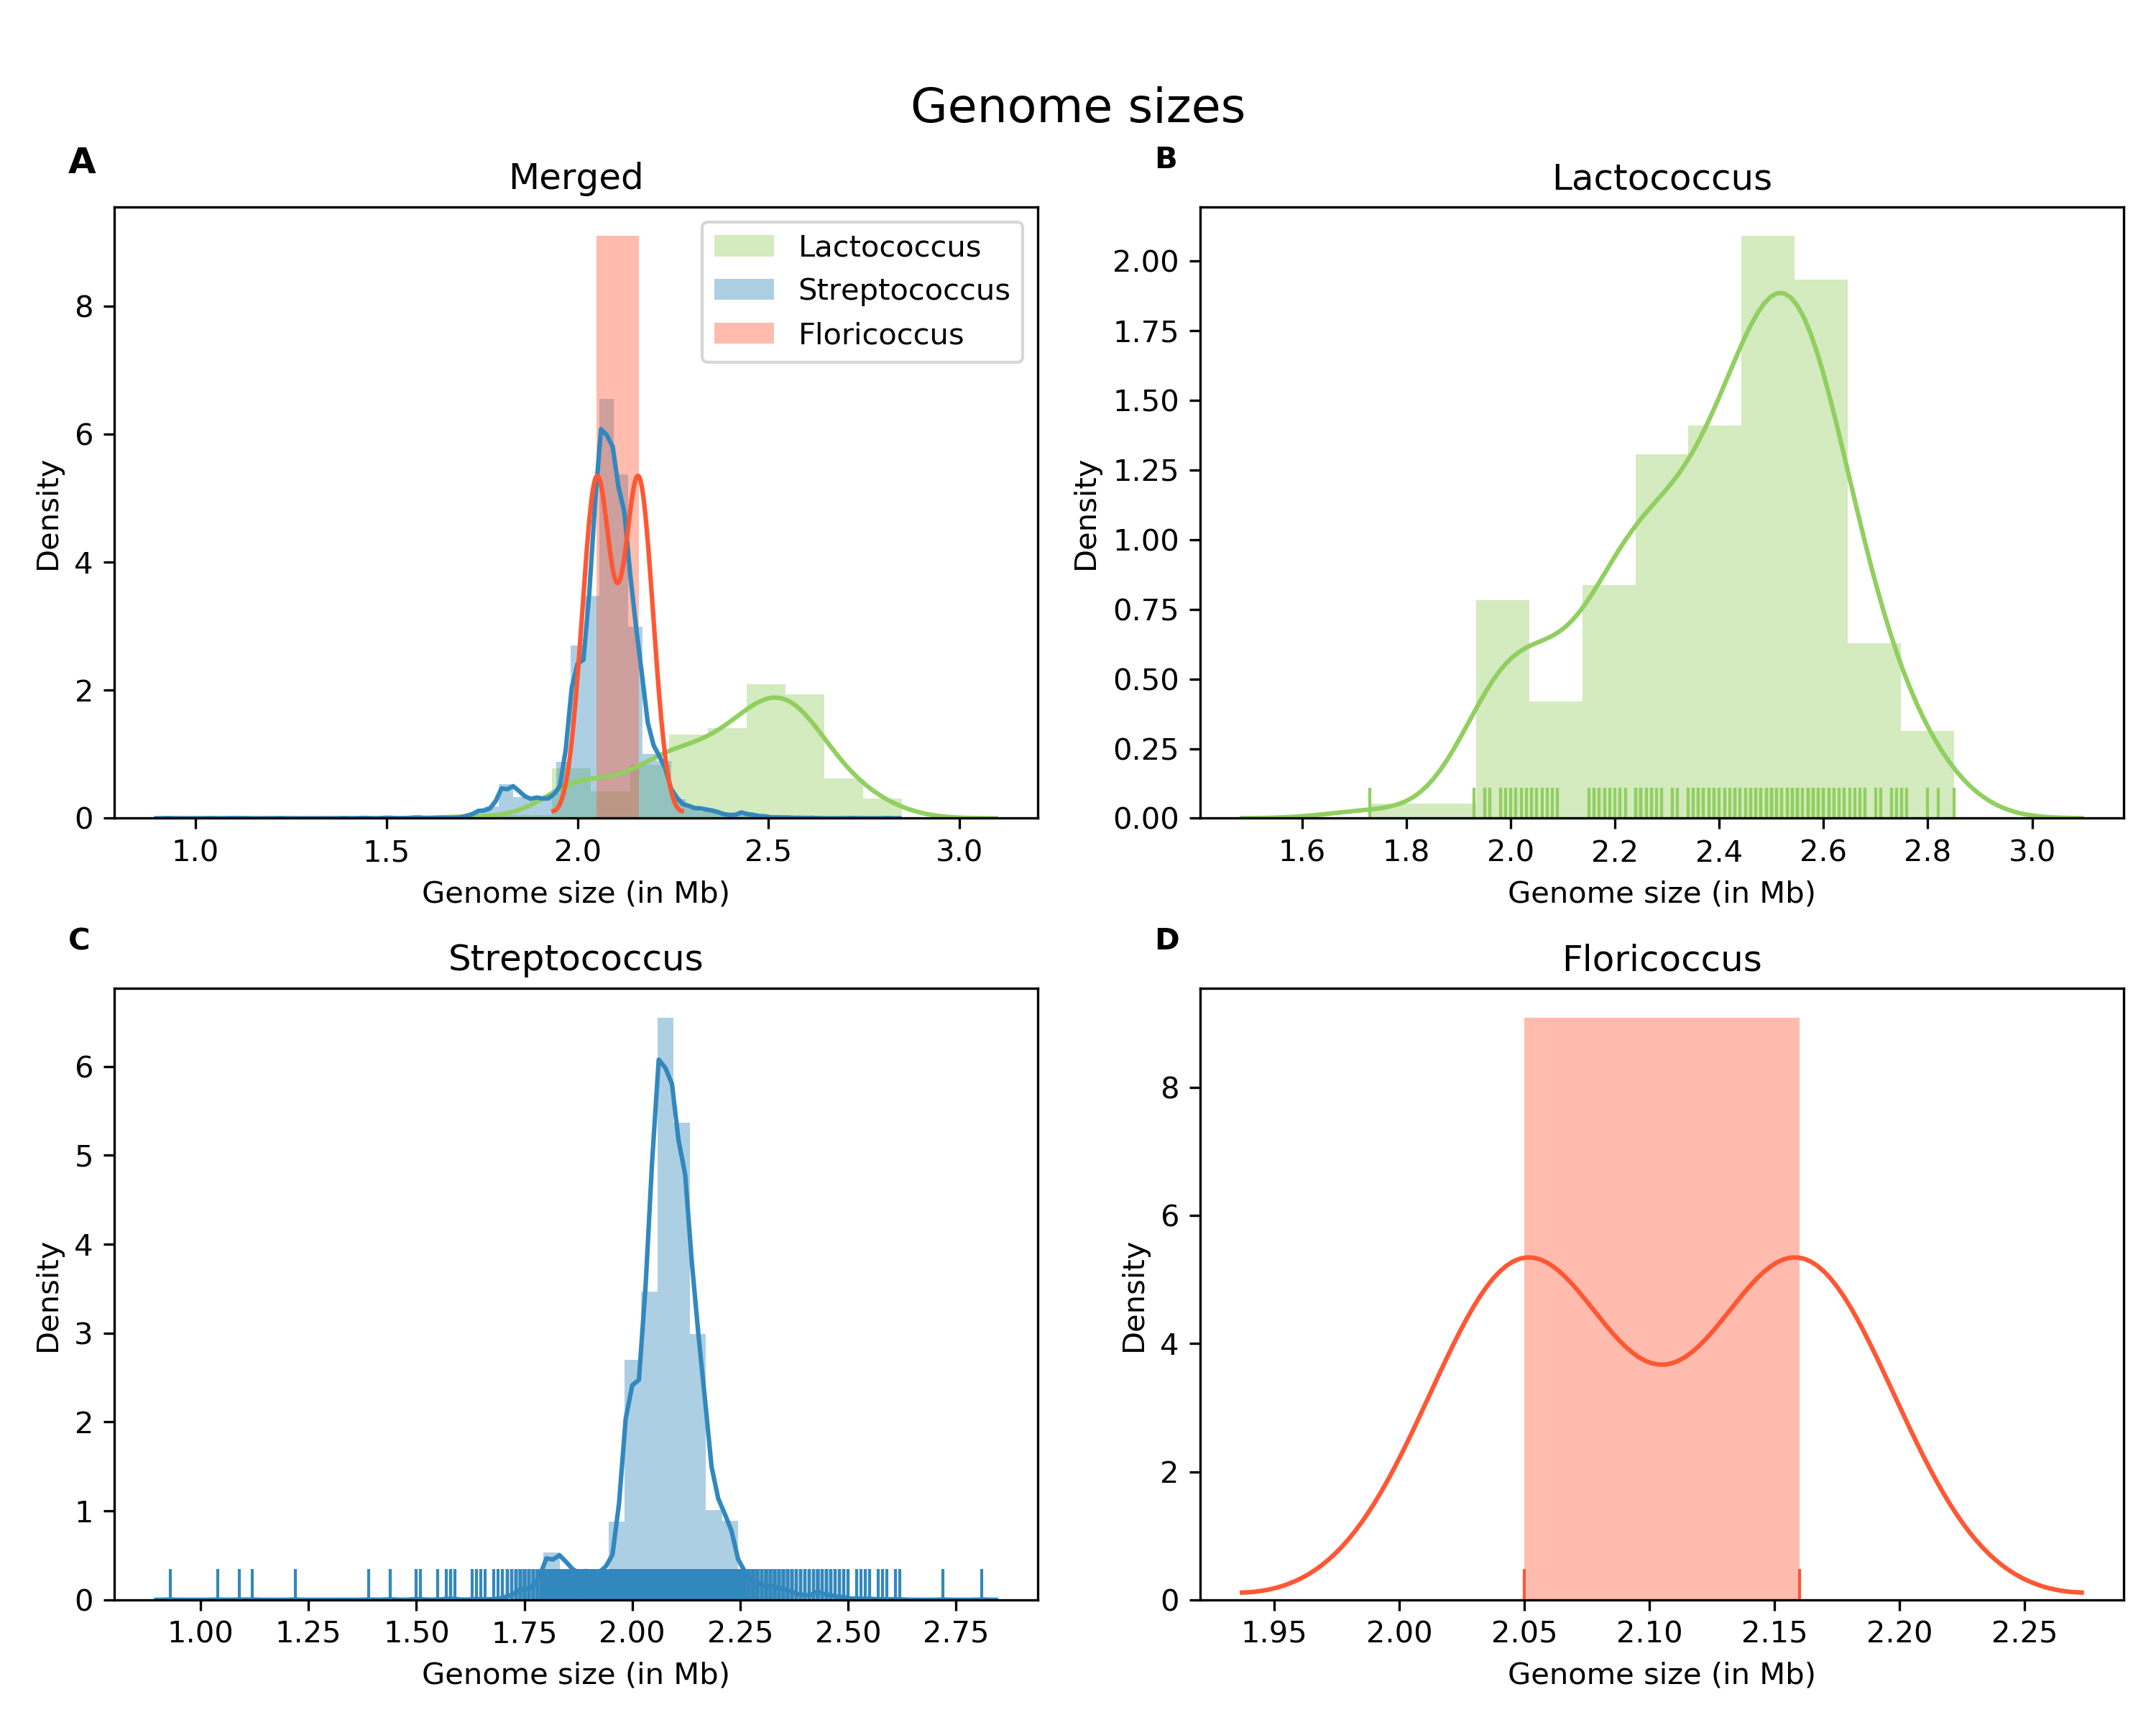 Genome sizes
A
Merged
Lactococcus
Streptococcus
Floricoccus
8
6
4
2
0
Density
1.0 1.5 2.0 2.5 3.0
Genome size (in Mb)
B
Lactococcus
2.00
1.75
1.50
1.25
1.00
0.75
0.50
0.25
0.00
Density
1.6 1.8 2.0 2.2 2.4 2.6 2.8 3.0
Genome size (in Mb)
C
Streptococcus
6
5
4
3
2
1
0
Density
1.00 1.25 1.50 1.75 2.00 2.25 2.50 2.75
Genome size (in Mb)
D
Floricoccus
8
6
4
2
0
Density
1.95 2.00 2.05 2.10 2.15 2.20 2.25
Genome size (in Mb)